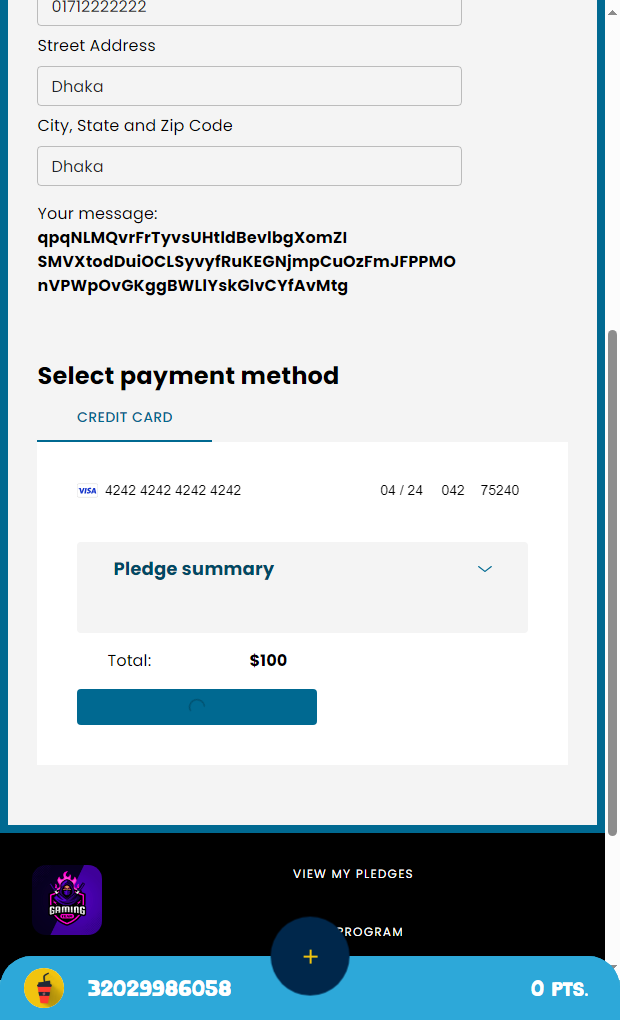 01712222222
Street Address
Dhaka
City, State and Zip Code
Dhaka
Your message:
qpqNLMQvrFrTyvsUHtldBevlbgXomZI
SMVXtodDuiOCLSyvyfRuKEGNjmpCuOzFmJFPPMO
nVPWpOvGKggBWLlYskGlvCYfAvMtg
Select payment method
CREDIT CARD
VISA 4242 4242 4242 4242 04 / 24 042 75240
Pledge summary
Total: $100
VIEW MY PLEDGES
GAMING
PROGRAM
32029986058 0 PTS.